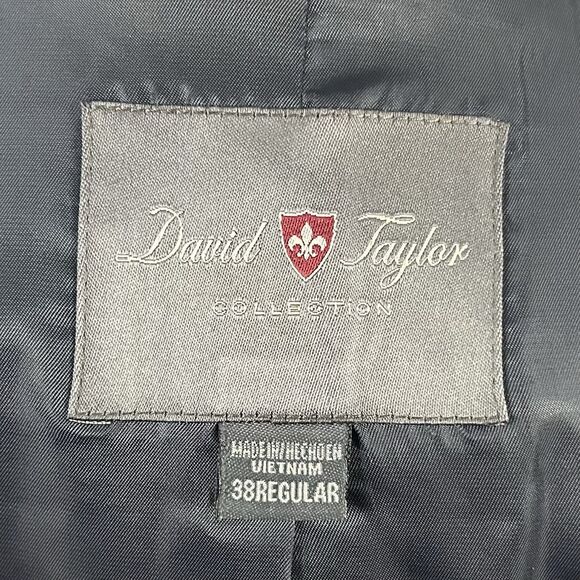 David Taylor
COLLECTION
MADE IN/HECHO EN
VIETNAM
38REGULAR